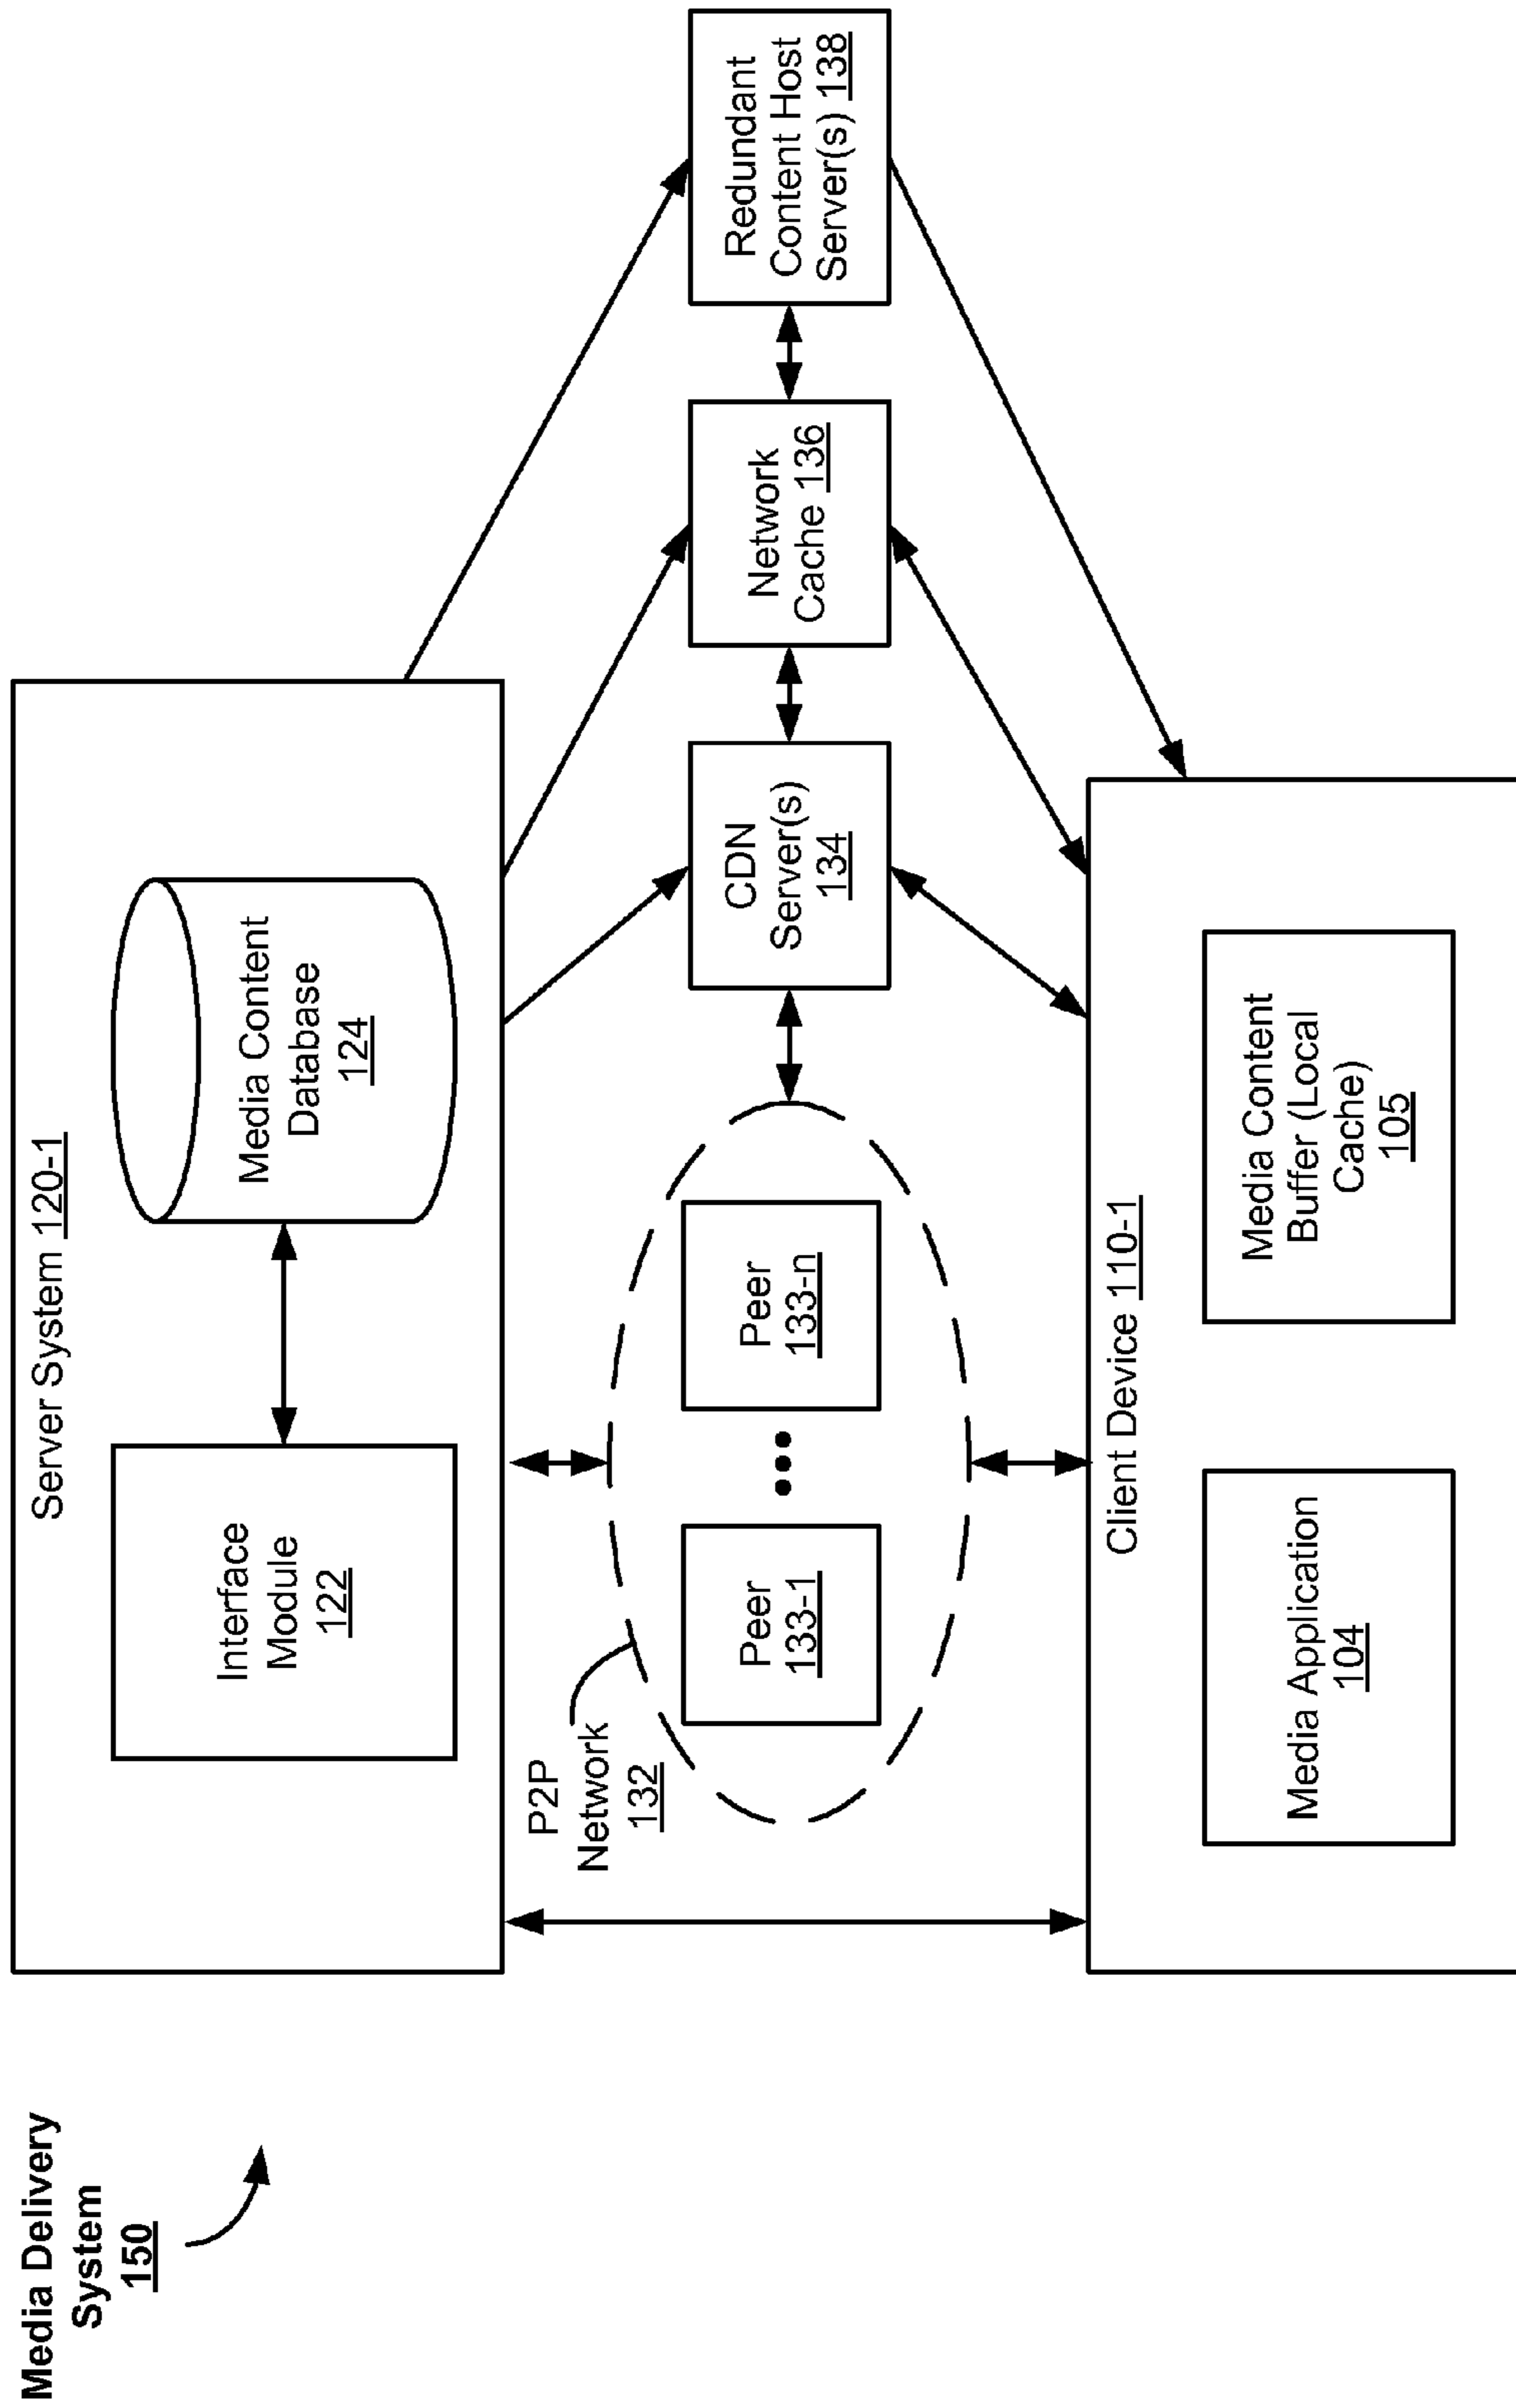 Media Delivery
System
150
Server System 120-1
Interface
Module
122
Media Content
Database
124
P2P
Network
132
Peer
133-1
Peer
133-n
CDN
Server(s)
134
Network
Cache 136
Redundant
Content Host
Server(s) 138
Client Device 110-1
Media Application
104
Media Content
Buffer (Local
Cache)
105